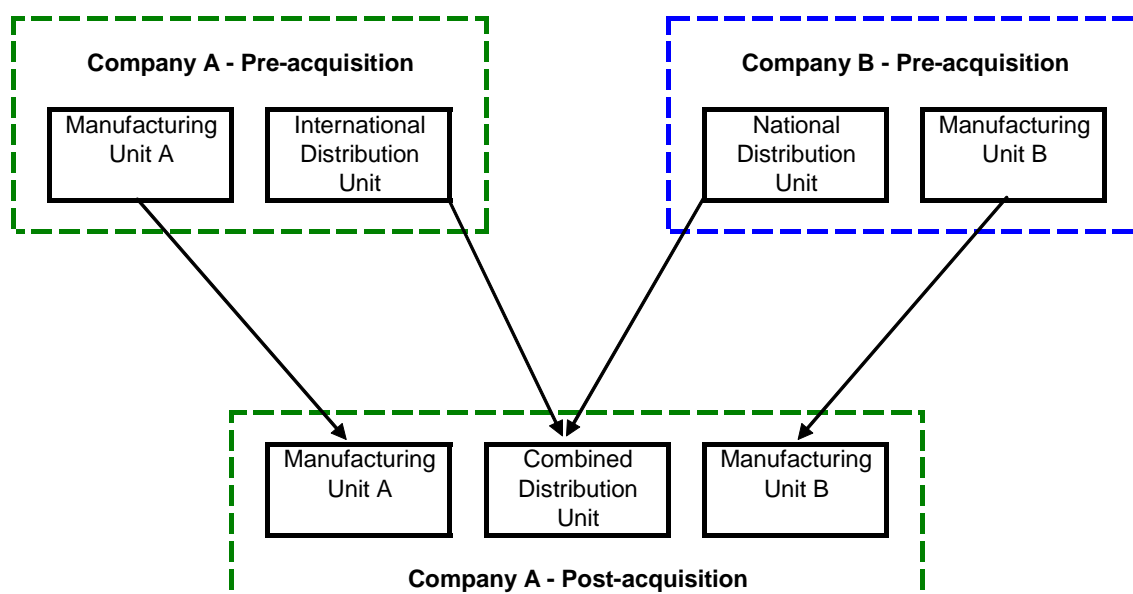 Company A - Pre-acquisition
Manufacturing
Unit A
International
Distribution
Unit
Company B - Pre-acquisition
National
Distribution
Unit
Manufacturing
Unit B
Manufacturing
Unit A
Combined
Distribution
Unit
Manufacturing
Unit B
Company A - Post-acquisition